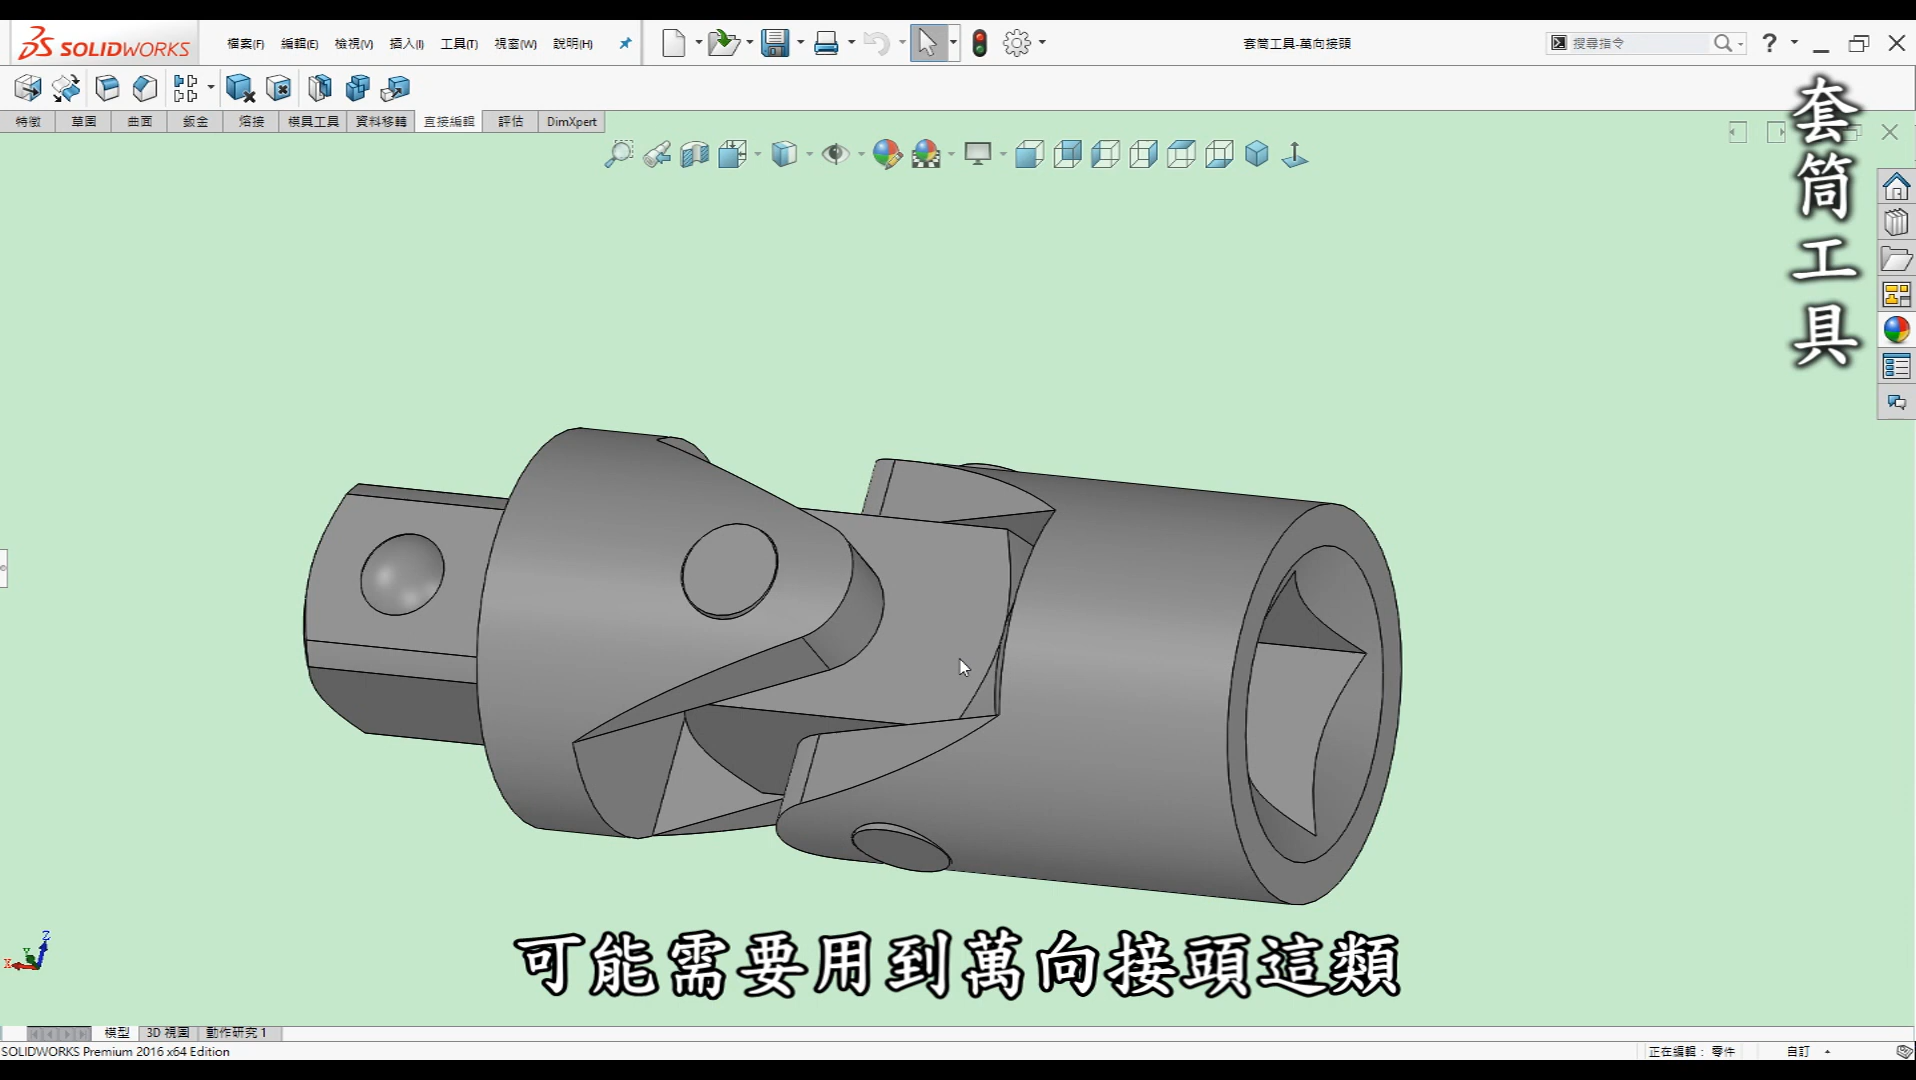 SOLIDWORKS
檔案(F) 編輯(E) 檢視(V) 插入(I) 工具(T) 視窗(W) 說明(H)
套筒工具-萬向接頭
搜尋指令
特徵 草圖 曲面 鈑金 熔接 模具工具 資料移轉 直接編輯 評估 DimXpert
套筒工具
Z
Y
X
可能需要用到萬向接頭這類
模型 3D 視圖 動作研究 1
SOLIDWORKS Premium 2016 x64 Edition
正在編輯： 零件
自訂